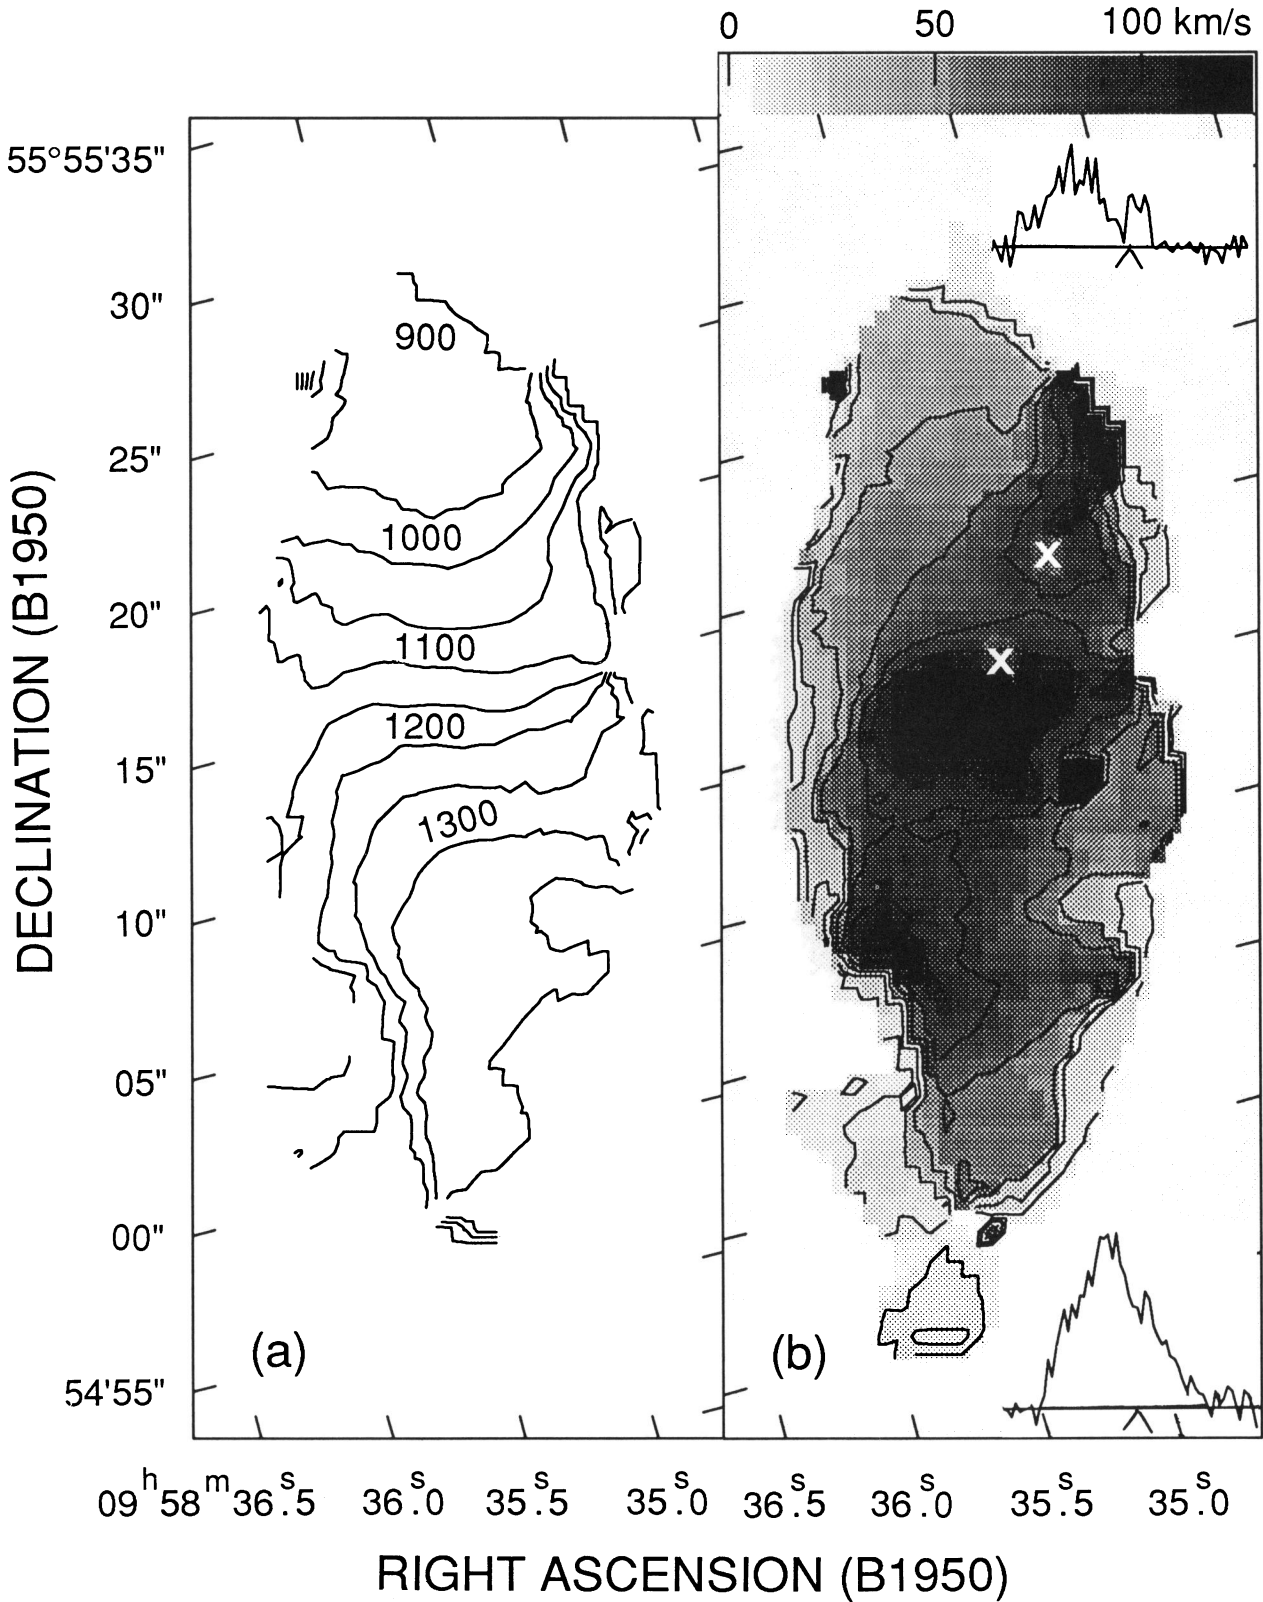 0 50 100 km/s
55°55'35"
30"
25"
20"
15"
10"
05"
00"
54'55"
DECLINATION (B1950)
900
1000
1100
1200
1300
X
X
(a)
(b)
09h58m36s.5 36s.0 35s.5 35s.0 36s.5 36s.0 35s.5 35s.0
RIGHT ASCENSION (B1950)